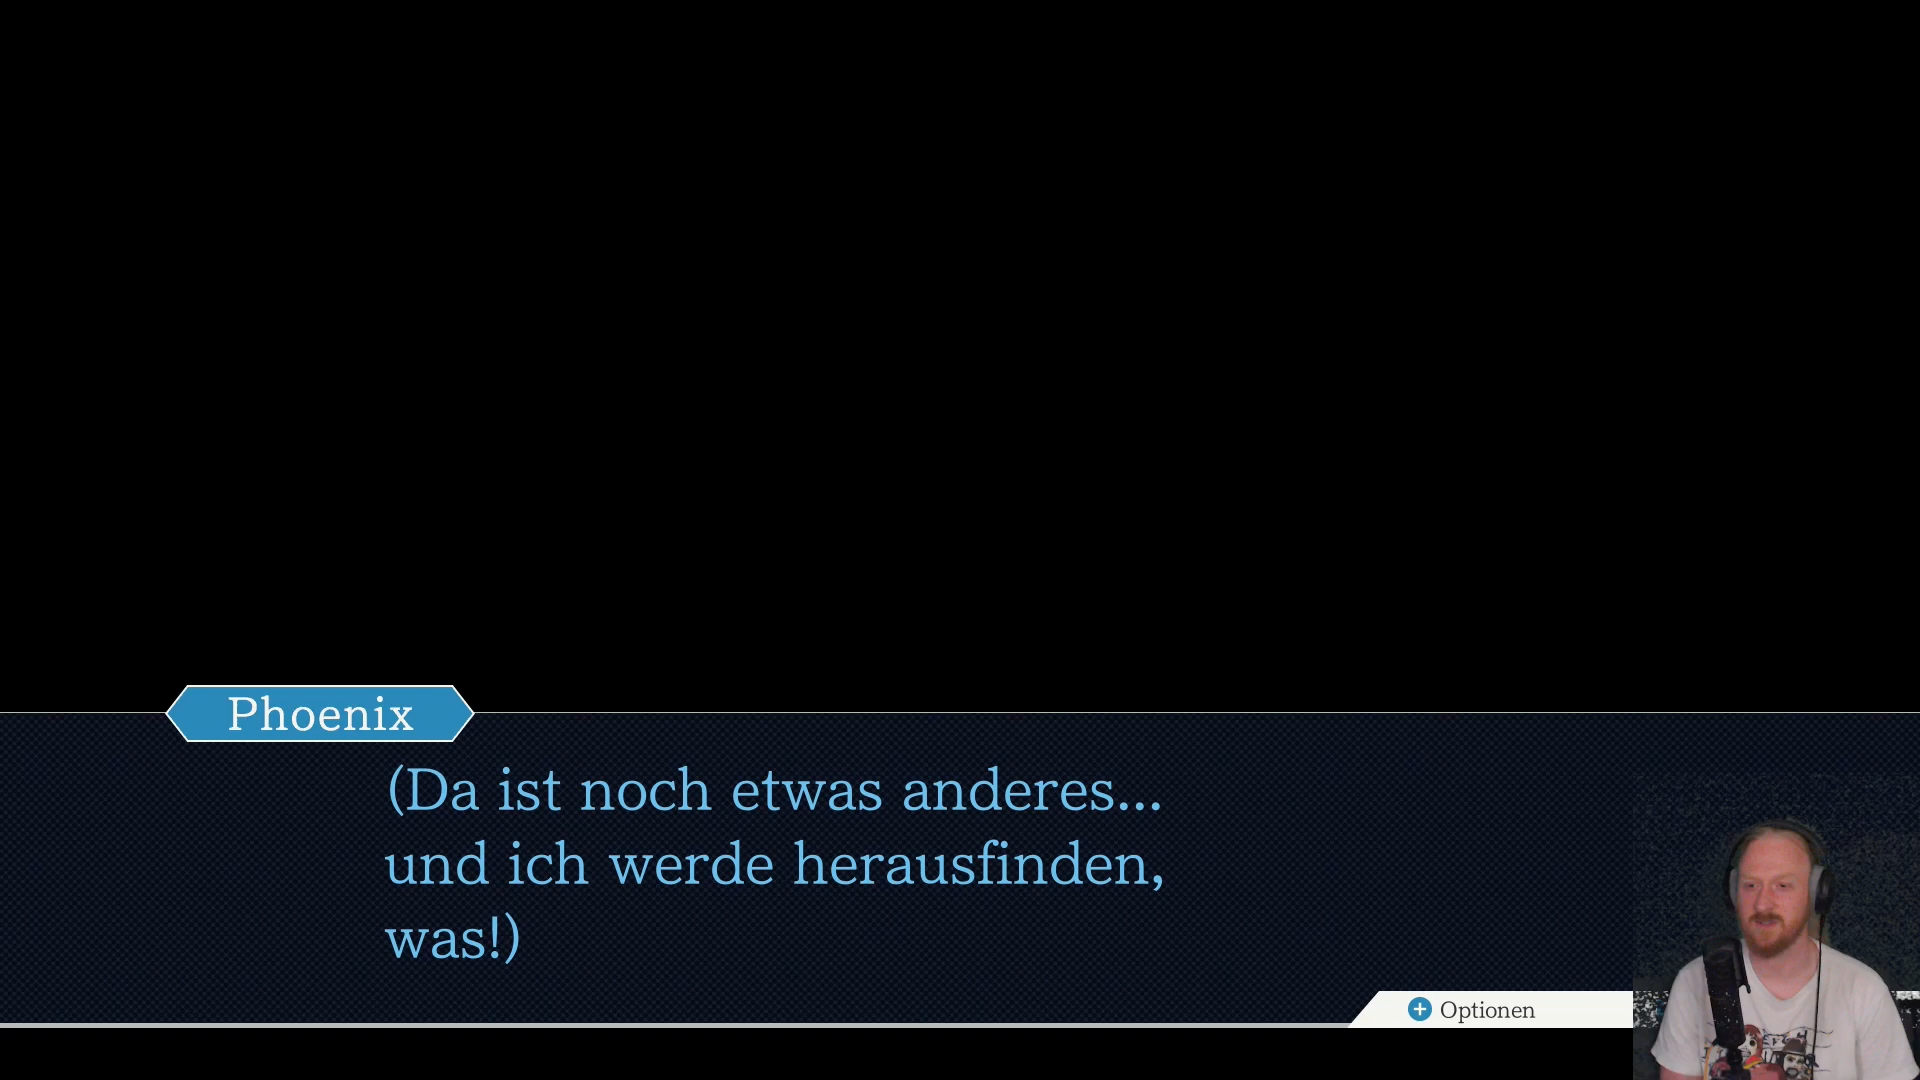 Phoenix
(Da ist noch etwas anderes...
und ich werde herausfinden,
was!)
Optionen